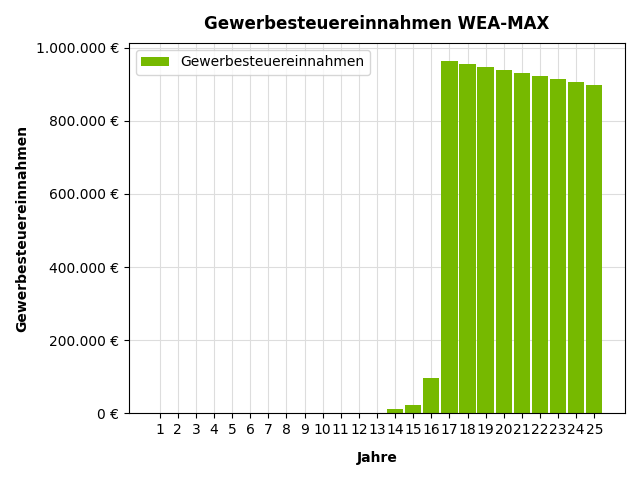 Gewerbesteuereinnahmen WEA-MAX
1.000.000 €
Gewerbesteuereinnahmen
800.000 €
600.000 €
400.000 €
200.000 €
0 €
Gewerbesteuereinnahmen
1 2 3 4 5 6 7 8 9 10 11 12 13 14 15 16 17 18 19 20 21 22 23 24 25
Jahre